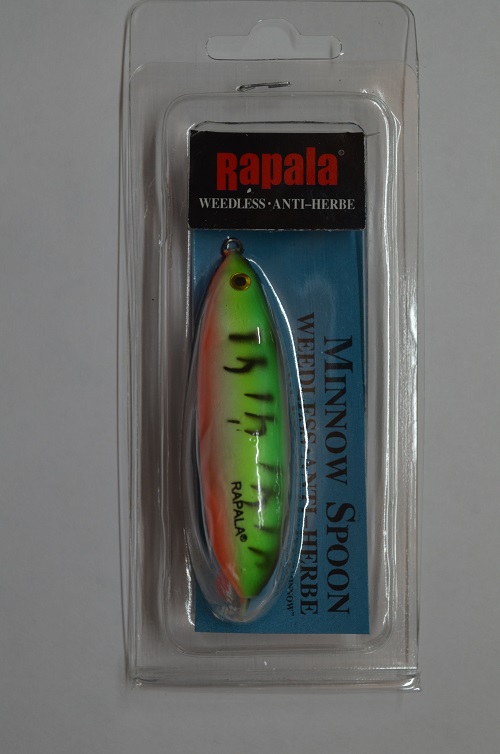 Rapala©
WEEDLESS · ANTI–HERBE
MINNOW SPOON
WEEDLESS ANTI HERBE
RAPALA®